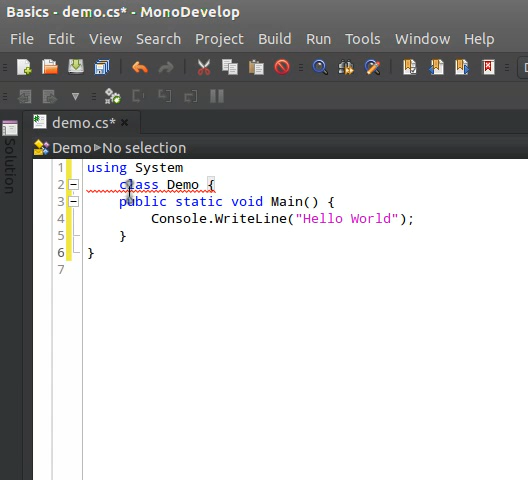 Basics - demo.cs* - MonoDevelop
File Edit View Search Project Build Run Tools Window Help
demo.cs* ×
Solution
Demo ▸ No selection
1 using System
2 class Demo {
3 public static void Main() {
4 Console.WriteLine("Hello World");
5 }
6 }
7